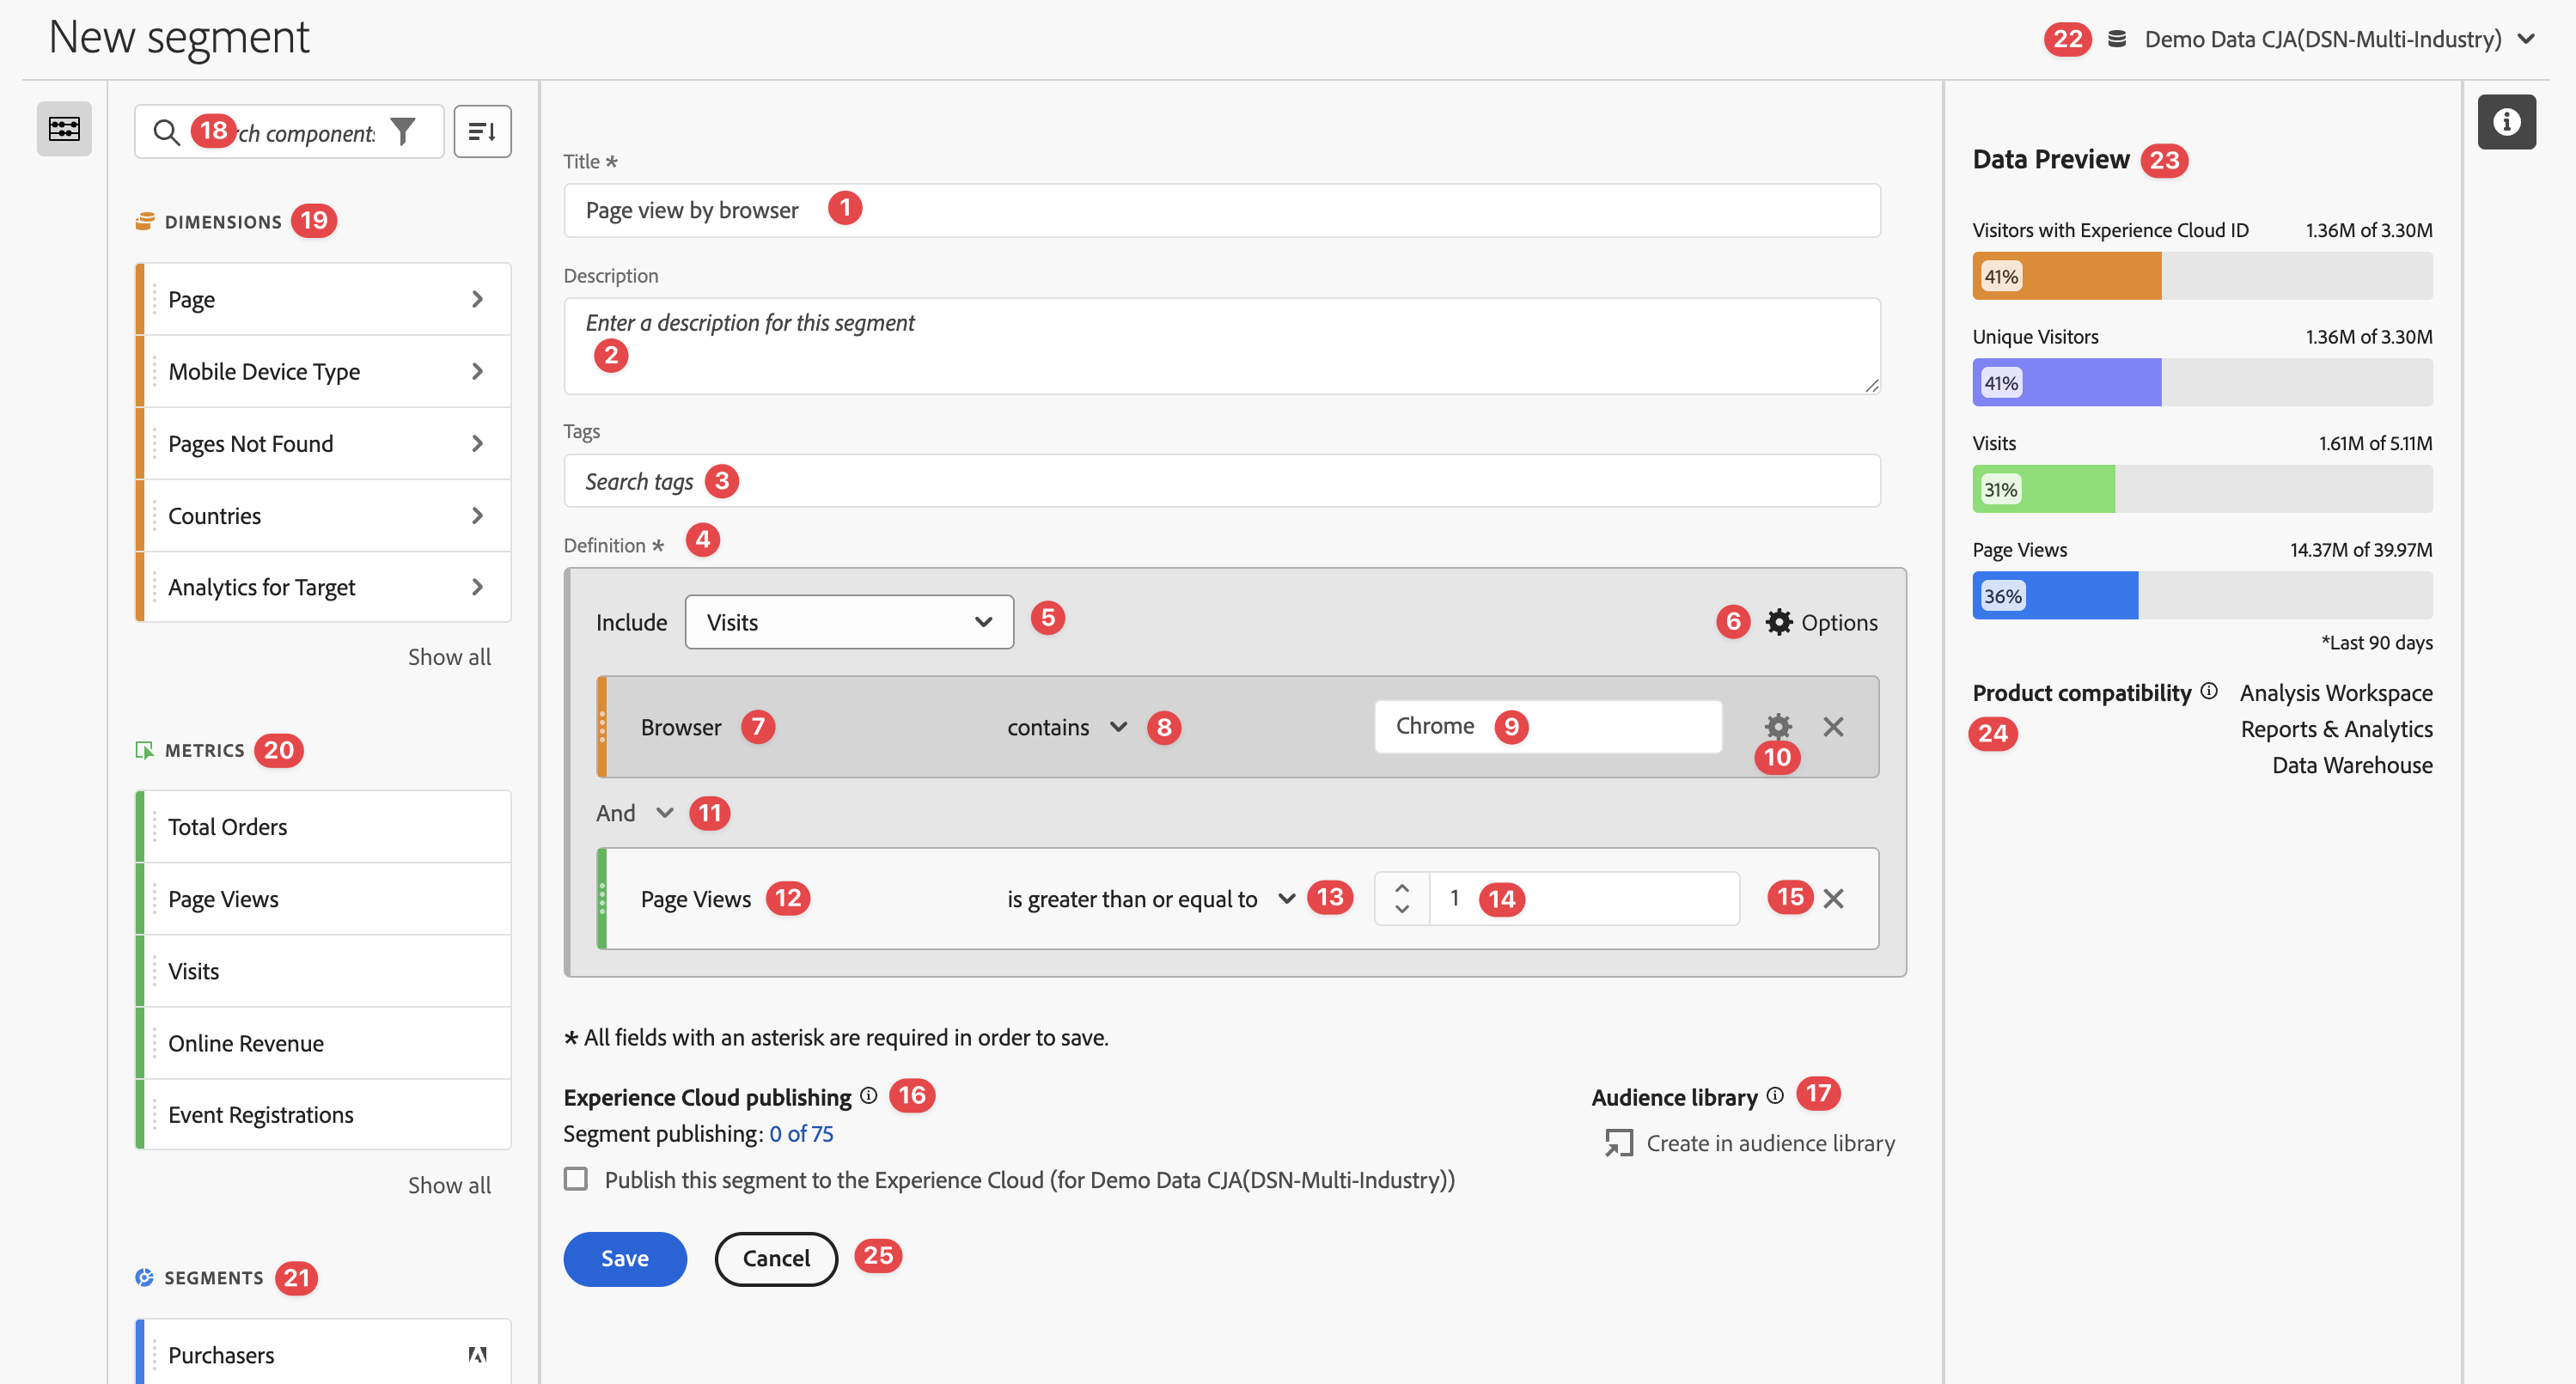 New segment
22 Demo Data CJA(DSN-Multi-Industry)
18 rch component
DIMENSIONS 19
Page
Mobile Device Type
Pages Not Found
Countries
Analytics for Target
Show all
METRICS 20
Total Orders
Page Views
Visits
Online Revenue
Event Registrations
Show all
SEGMENTS 21
Purchasers
Title *
Page view by browser 1
Description
Enter a description for this segment
2
Tags
Search tags 3
Definition * 4
Include Visits 5 6 Options
Browser 7 contains 8 Chrome 9
10
And 11
Page Views 12 is greater than or equal to 13 1 14 15
* All fields with an asterisk are required in order to save.
Experience Cloud publishing 16
Segment publishing: 0 of 75
Publish this segment to the Experience Cloud (for Demo Data CJA(DSN-Multi-Industry))
Audience library 17
Create in audience library
Save Cancel 25
Data Preview 23
Visitors with Experience Cloud ID 1.36M of 3.30M
41%
Unique Visitors 1.36M of 3.30M
41%
Visits 1.61M of 5.11M
31%
Page Views 14.37M of 39.97M
36%
*Last 90 days
Product compatibility Analysis Workspace
24 Reports & Analytics
Data Warehouse